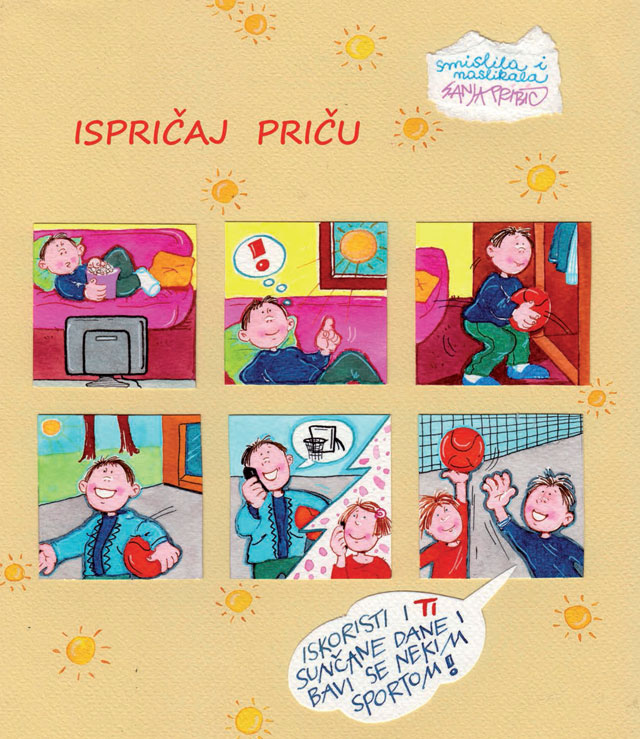 smislila i
naslikala
SANJA PRIBIĆ
ISPRIČAJ PRIČU
!
ISKORISTI I TI
SUNČANE DANE I
BAVI SE NEKIM
SPORTOM!